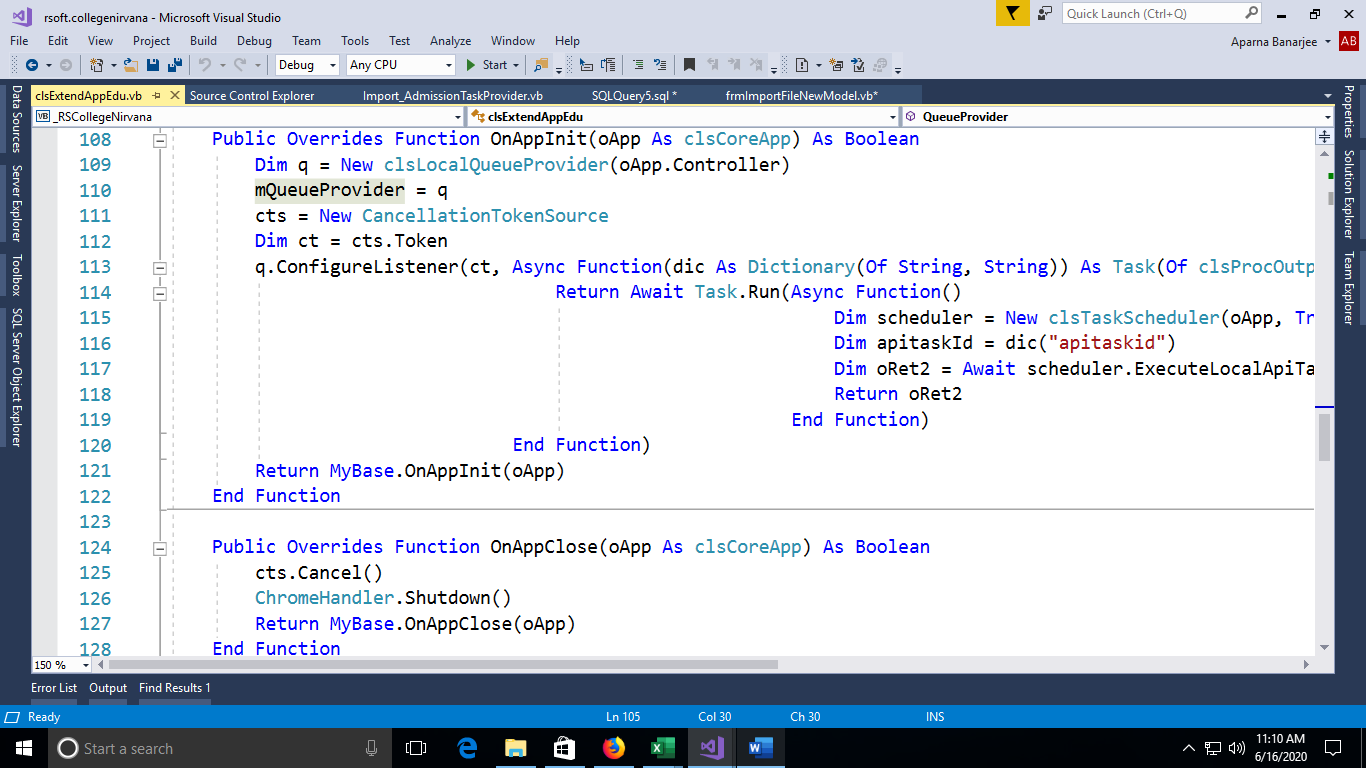 rsoft.collegenirvana - Microsoft Visual Studio
Quick Launch (Ctrl+Q)
File Edit View Project Build Debug Team Tools Test Analyze Window Help
Aparna Banarjee AB
Debug Any CPU Start
clsExtendAppEdu.vb Source Control Explorer Import_AdmissionTaskProvider.vb SQLQuery5.sql * frmImportFileNewModel.vb*
VB _RSCollegeNirvana clsExtendAppEdu QueueProvider
Data Sources
Server Explorer
Toolbox
SQL Server Object Explorer
108 Public Overrides Function OnAppInit(oApp As clsCoreApp) As Boolean
109 Dim q = New clsLocalQueueProvider(oApp.Controller)
110 mQueueProvider = q
111 cts = New CancellationTokenSource
112 Dim ct = cts.Token
113 q.ConfigureListener(ct, Async Function(dic As Dictionary(Of String, String)) As Task(Of clsProcOutp
114 Return Await Task.Run(Async Function()
115 Dim scheduler = New clsTaskScheduler(oApp, Tr
116 Dim apitaskId = dic("apitaskid")
117 Dim oRet2 = Await scheduler.ExecuteLocalApiTa
118 Return oRet2
119 End Function)
120 End Function)
121 Return MyBase.OnAppInit(oApp)
122 End Function
123
124 Public Overrides Function OnAppClose(oApp As clsCoreApp) As Boolean
125 cts.Cancel()
126 ChromeHandler.Shutdown()
127 Return MyBase.OnAppClose(oApp)
128 End Function
Properties
Solution Explorer
Team Explorer
150 %
Error List Output Find Results 1
Ready Ln 105 Col 30 Ch 30 INS
Start a search
11:10 AM
6/16/2020